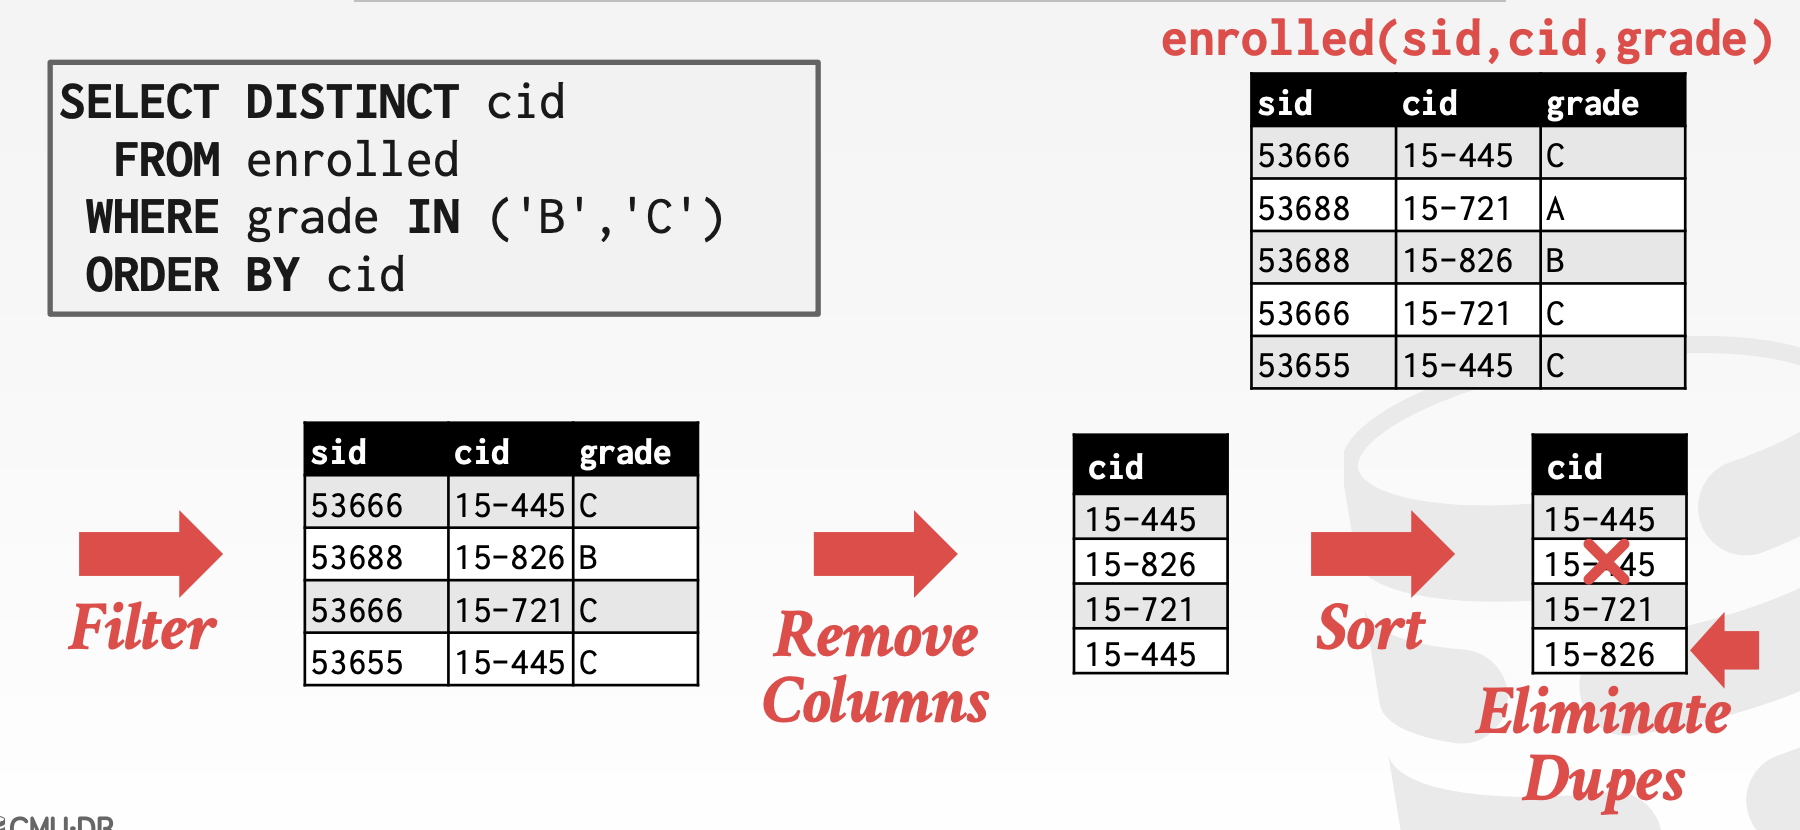 enrolled(sid,cid,grade)
SELECT DISTINCT cid
FROM enrolled
WHERE grade IN ('B','C')
ORDER BY cid
sid cid grade
53666 15-445 C
53688 15-721 A
53688 15-826 B
53666 15-721 C
53655 15-445 C
Filter
sid cid grade
53666 15-445 C
53688 15-826 B
53666 15-721 C
53655 15-445 C
Remove
Columns
cid
15-445
15-826
15-721
15-445
Sort
cid
15-445
15-445
15-721
15-826
Eliminate
Dupes
CMU·DB